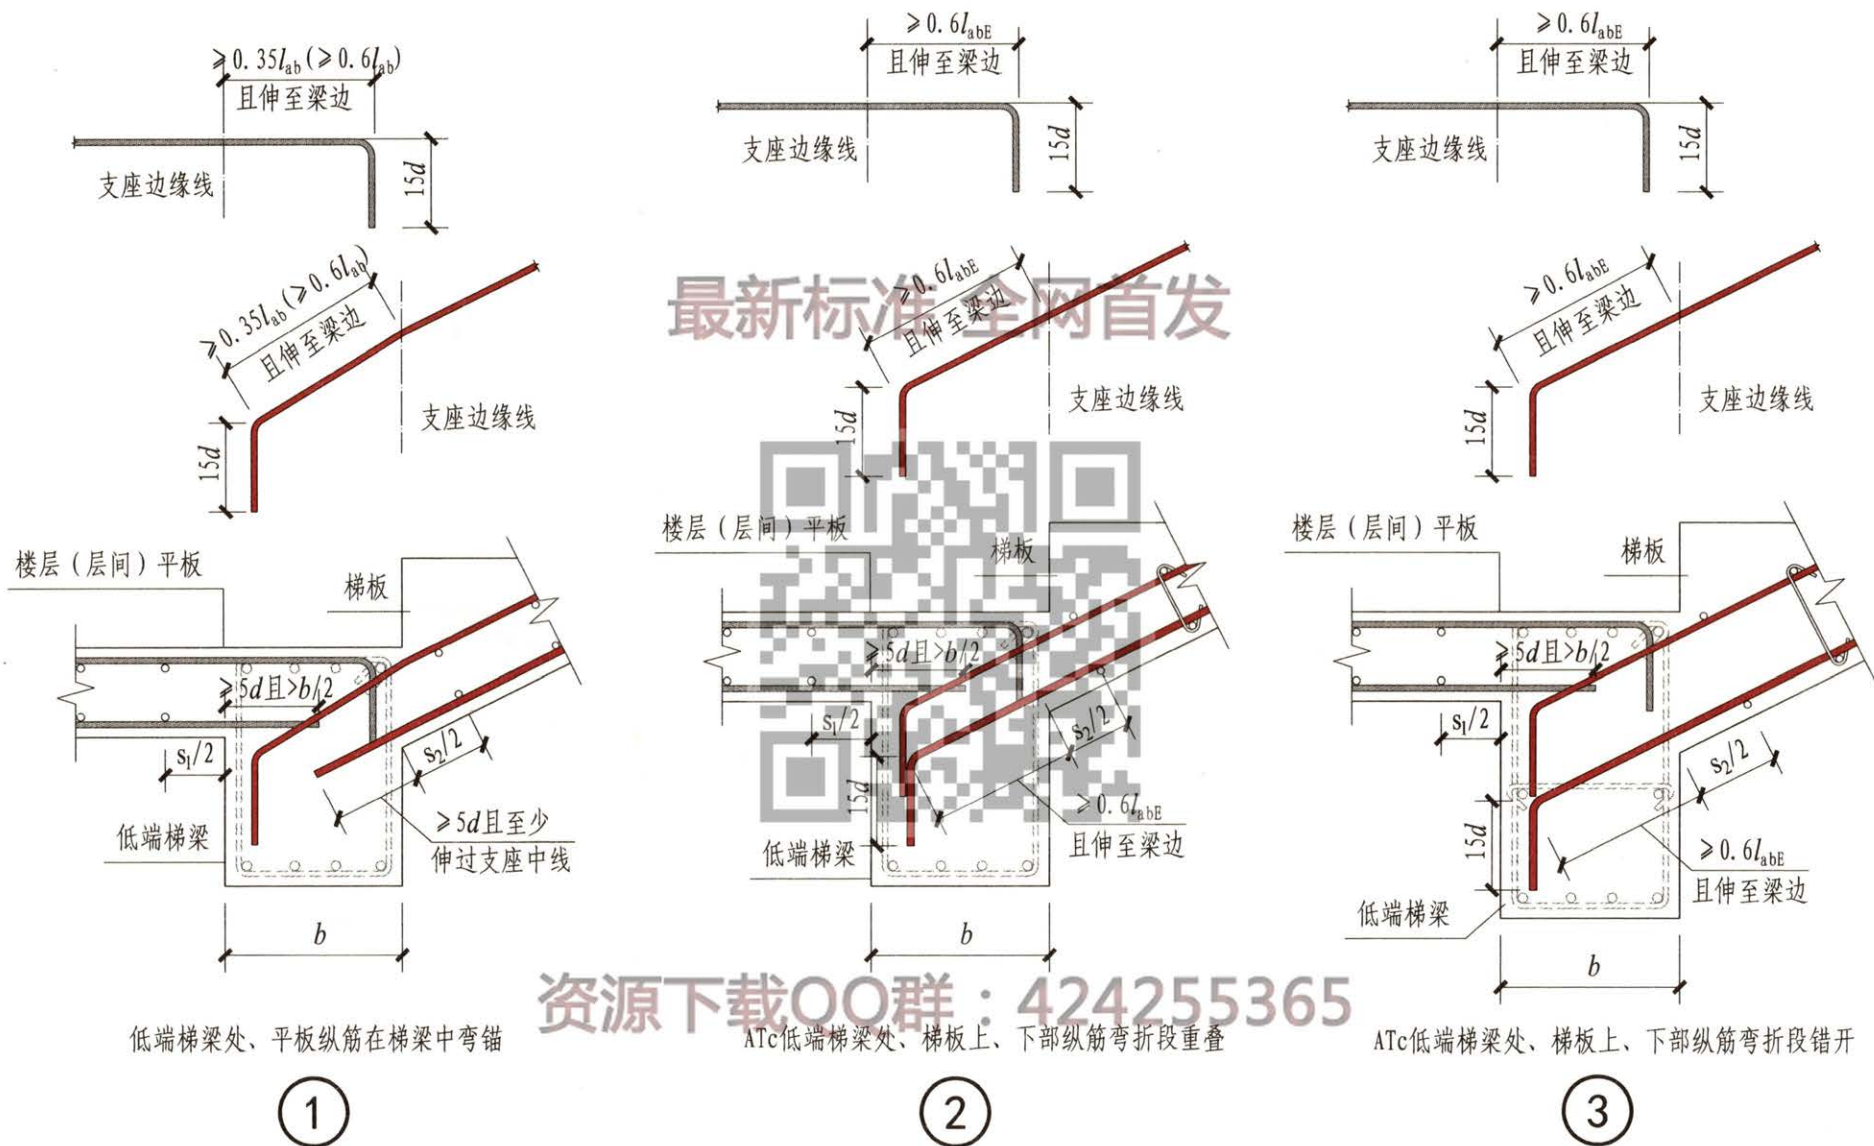 ≥0.35lab(≥0.6lab)
且伸至梁边
支座边缘线
15d
≥0.35lab(≥0.6lab)
且伸至梁边
15d
支座边缘线
楼层（层间）平板
梯板
≥5d且>b/2
s1/2
s2/2
≥5d且至少
伸过支座中线
低端梯梁
b
低端梯梁处、平板纵筋在梯梁中弯锚
1
≥0.6labE
且伸至梁边
支座边缘线
15d
≥0.6labE
且伸至梁边
15d
支座边缘线
楼层（层间）平板
梯板
≥5d且>b/2
s1/2
s2/2
15d
≥0.6labE
且伸至梁边
低端梯梁
b
ATc低端梯梁处、梯板上、下部纵筋弯折段重叠
2
≥0.6labE
且伸至梁边
支座边缘线
15d
≥0.6labE
且伸至梁边
15d
支座边缘线
楼层（层间）平板
梯板
≥5d且>b/2
s1/2
s2/2
15d
≥0.6labE
且伸至梁边
低端梯梁
b
ATc低端梯梁处、梯板上、下部纵筋弯折段错开
3
最新标准 全网首发
资源下载QQ群：424255365